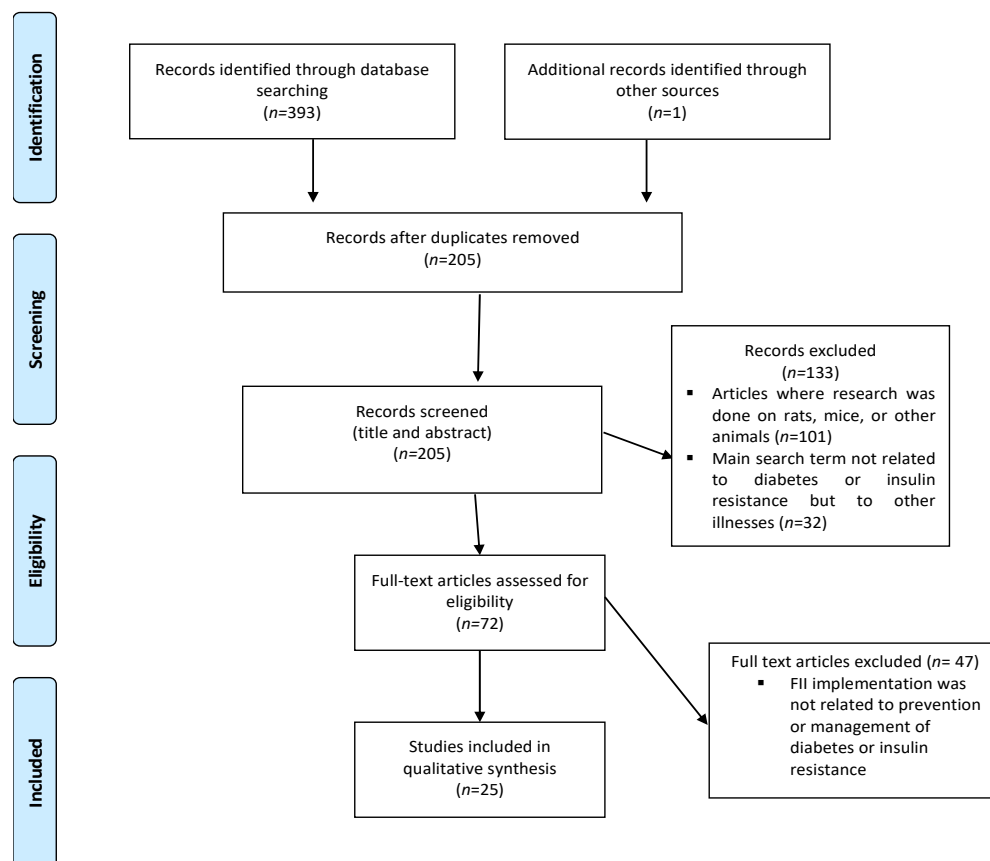 Identification
Records identified through database
searching
(n=393)
Additional records identified through
other sources
(n=1)
Records after duplicates removed
(n=205)
Screening
Records screened
(title and abstract)
(n=205)
Records excluded
(n=133)
▪ Articles where research was
done on rats, mice, or other
animals (n=101)
▪ Main search term not related
to diabetes or insulin
resistance but to other
illnesses (n=32)
Eligibility
Full-text articles assessed for
eligibility
(n=72)
Full text articles excluded (n= 47)
▪ FII implementation was
not related to prevention
or management of
diabetes or insulin
resistance
Included
Studies included in
qualitative synthesis
(n=25)